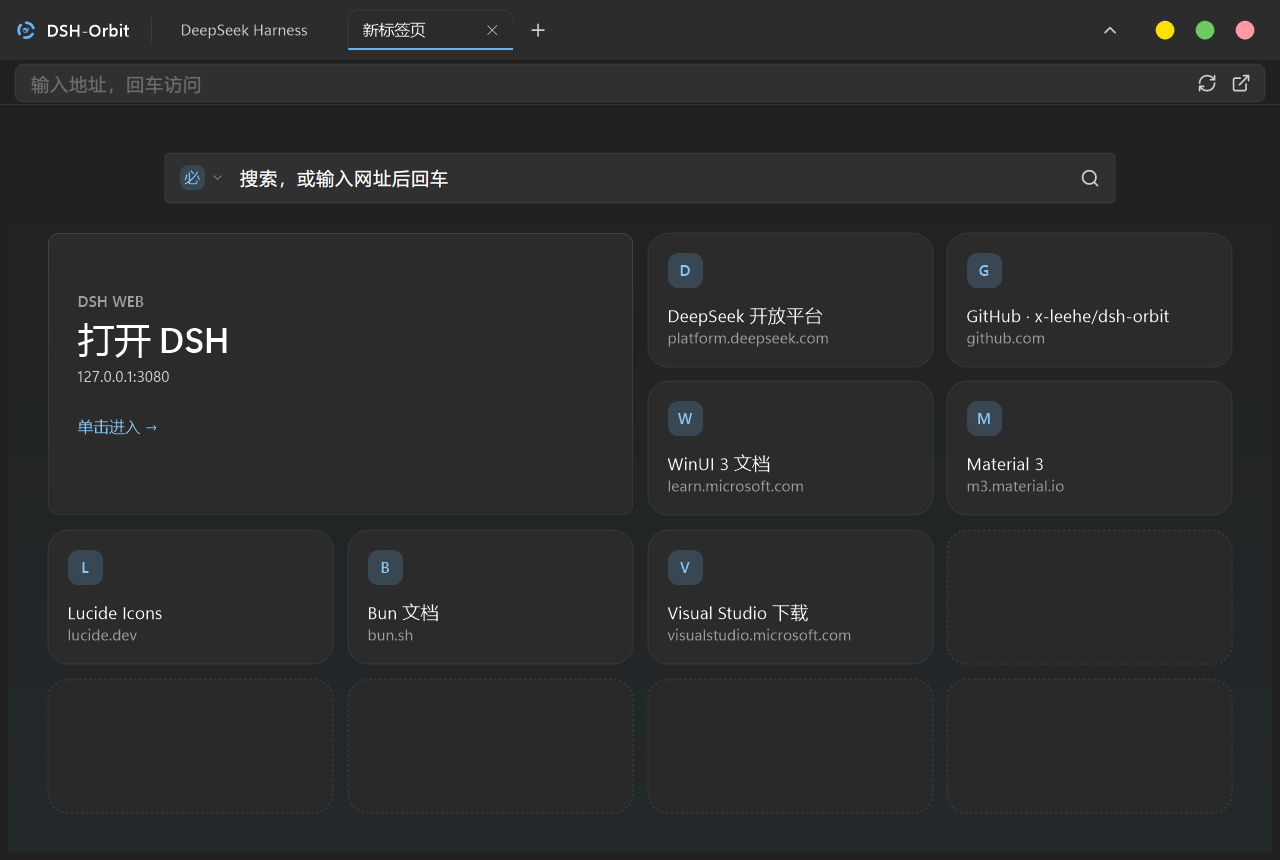 DSH-Orbit
DeepSeek Harness
新标签页
输入地址，回车访问
必
搜索，或输入网址后回车
DSH WEB
打开 DSH
127.0.0.1:3080
单击进入 →
D
DeepSeek 开放平台
platform.deepseek.com
G
GitHub · x-leehe/dsh-orbit
github.com
W
WinUI 3 文档
learn.microsoft.com
M
Material 3
m3.material.io
L
Lucide Icons
lucide.dev
B
Bun 文档
bun.sh
V
Visual Studio 下载
visualstudio.microsoft.com